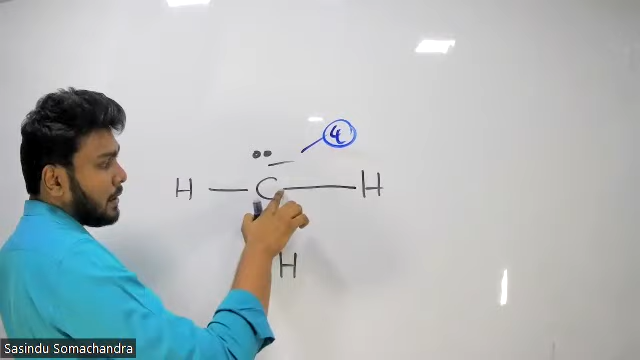 4
H — C — H
H
Sasindu Somachandra